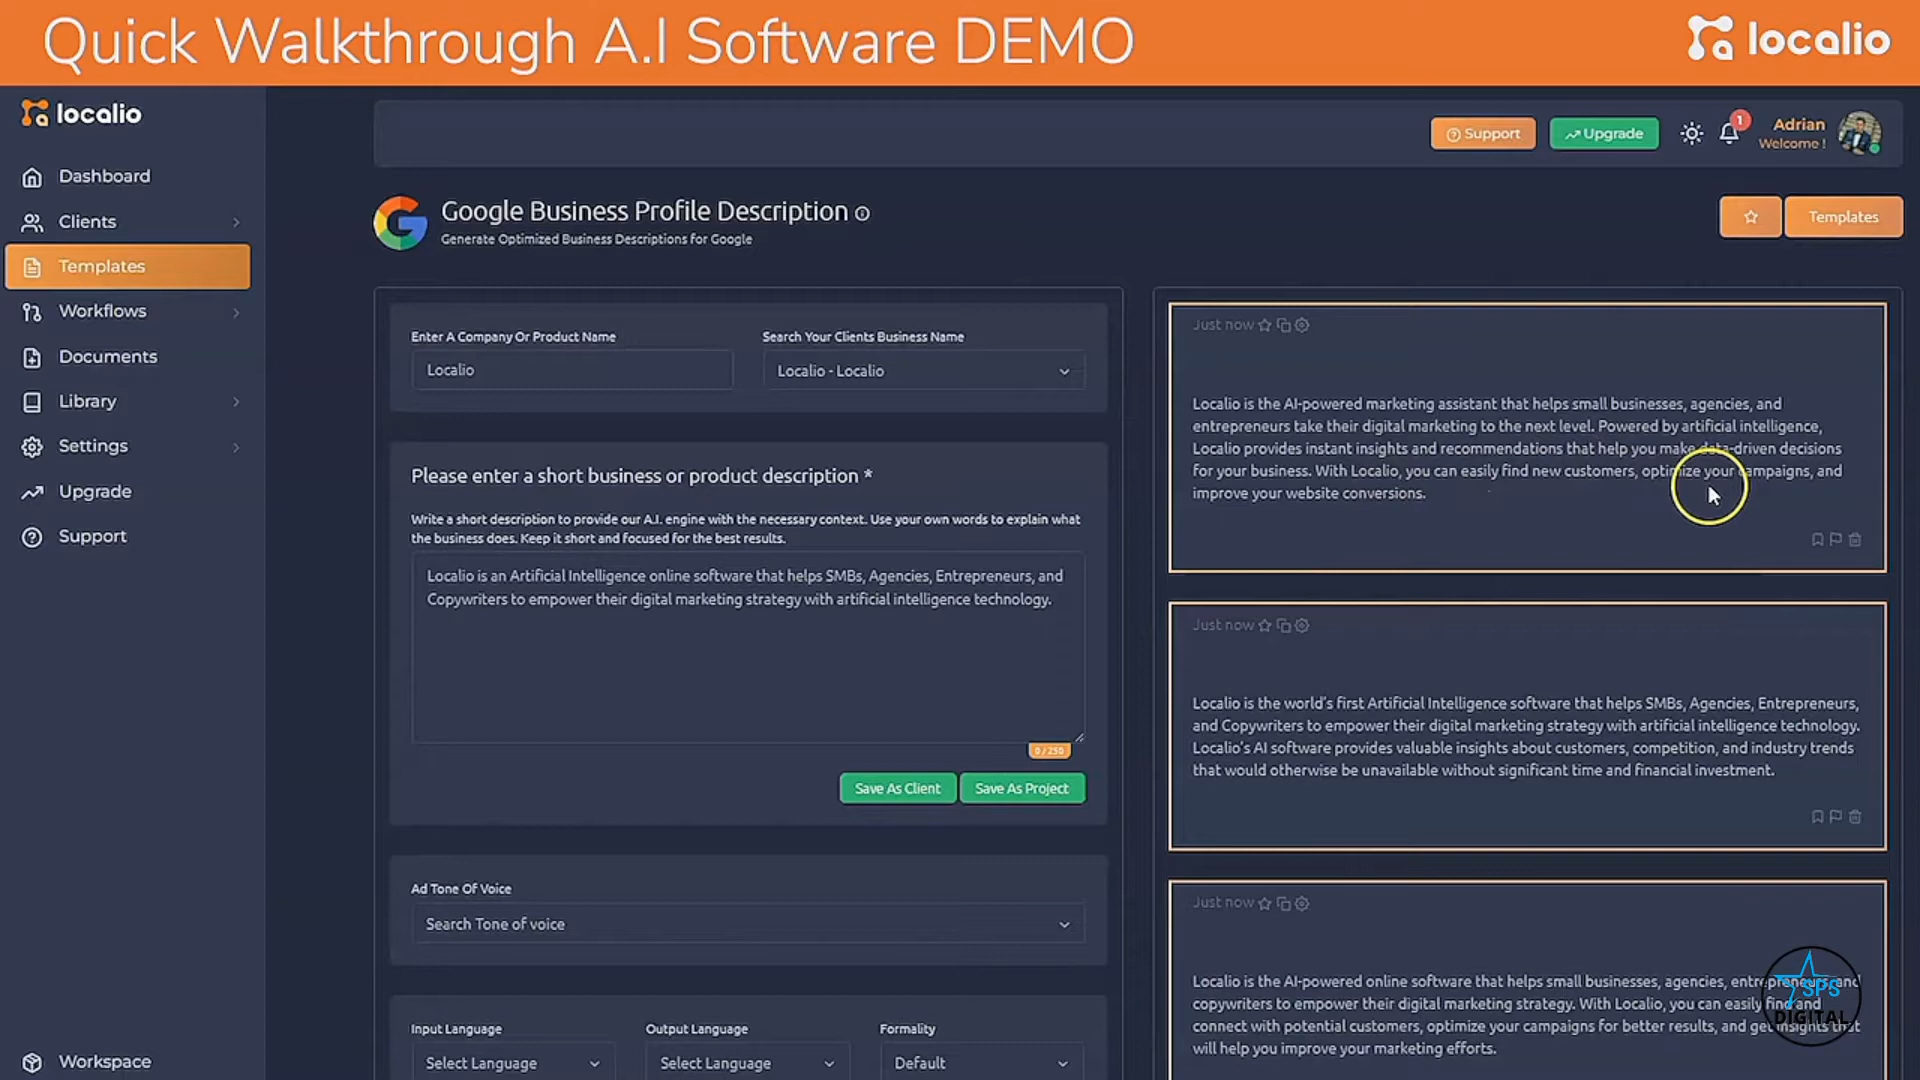 Quick Walkthrough A.I Software DEMO
localio
localio
Support
Upgrade
1
Adrian
Welcome !
Dashboard
Clients
Templates
Workflows
Documents
Library
Settings
Upgrade
Support
Workspace
Google Business Profile Description
Generate Optimized Business Descriptions for Google
Templates
Enter A Company Or Product Name
Search Your Clients Business Name
Localio
Localio - Localio
Please enter a short business or product description *
Write a short description to provide our A.I. engine with the necessary context. Use your own words to explain what
the business does. Keep it short and focused for the best results.
Localio is an Artificial Intelligence online software that helps SMBs, Agencies, Entrepreneurs, and
Copywriters to empower their digital marketing strategy with artificial intelligence technology.
0 / 250
Save As Client
Save As Project
Ad Tone Of Voice
Search Tone of voice
Input Language
Output Language
Formality
Select Language
Select Language
Default
Just now
Localio is the AI-powered marketing assistant that helps small businesses, agencies, and
entrepreneurs take their digital marketing to the next level. Powered by artificial intelligence,
Localio provides instant insights and recommendations that help you make data-driven decisions
for your business. With Localio, you can easily find new customers, optimize your campaigns, and
improve your website conversions.
Just now
Localio is the world's first Artificial Intelligence software that helps SMBs, Agencies, Entrepreneurs,
and Copywriters to empower their digital marketing strategy with artificial intelligence technology.
Localio's AI software provides valuable insights about customers, competition, and industry trends
that would otherwise be unavailable without significant time and financial investment.
Just now
Localio is the AI-powered online software that helps small businesses, agencies, entrepreneurs and
copywriters to empower their digital marketing strategy. With Localio, you can easily find and
connect with potential customers, optimize your campaigns for better results, and get insights that
will help you improve your marketing efforts.
SPS
DIGITAL